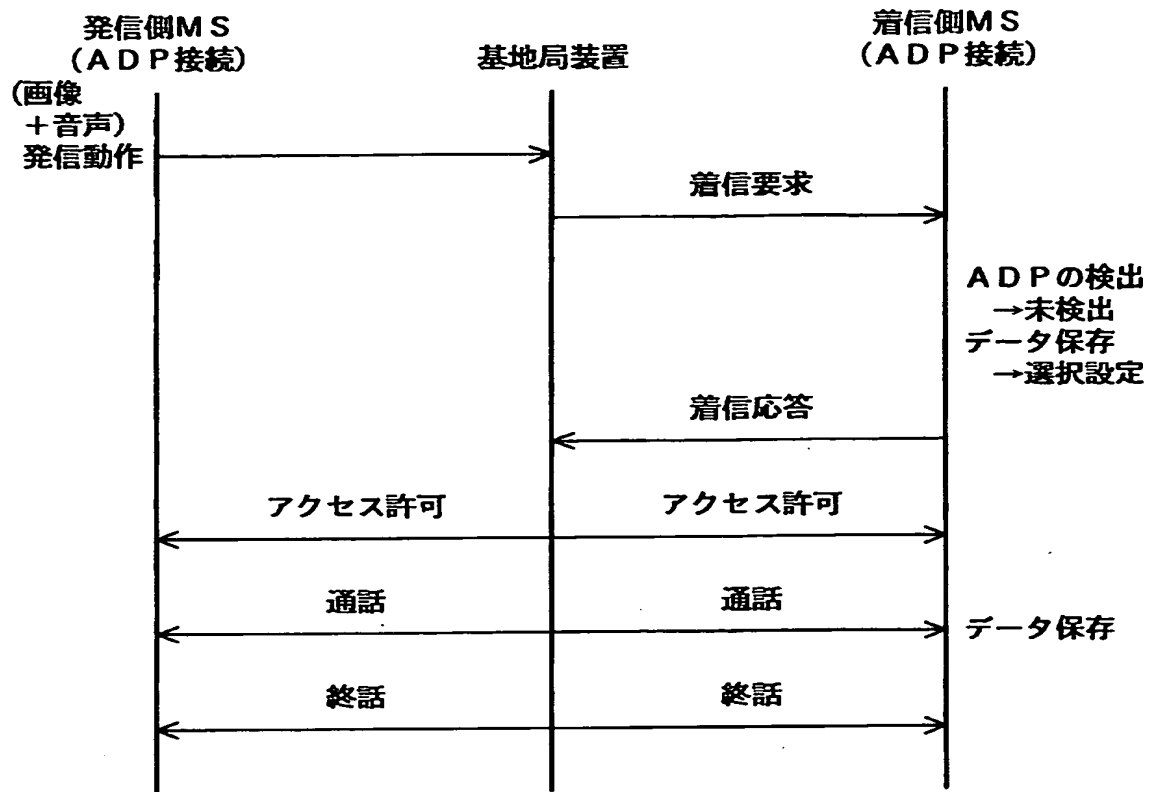 発信側ＭＳ
（ＡＤＰ接続）
基地局装置
着信側ＭＳ
（ＡＤＰ接続）
（画像
＋音声）
発信動作
着信要求
ＡＤＰの検出
→未検出
データ保存
→選択設定
着信応答
アクセス許可
アクセス許可
通話
通話
データ保存
終話
終話